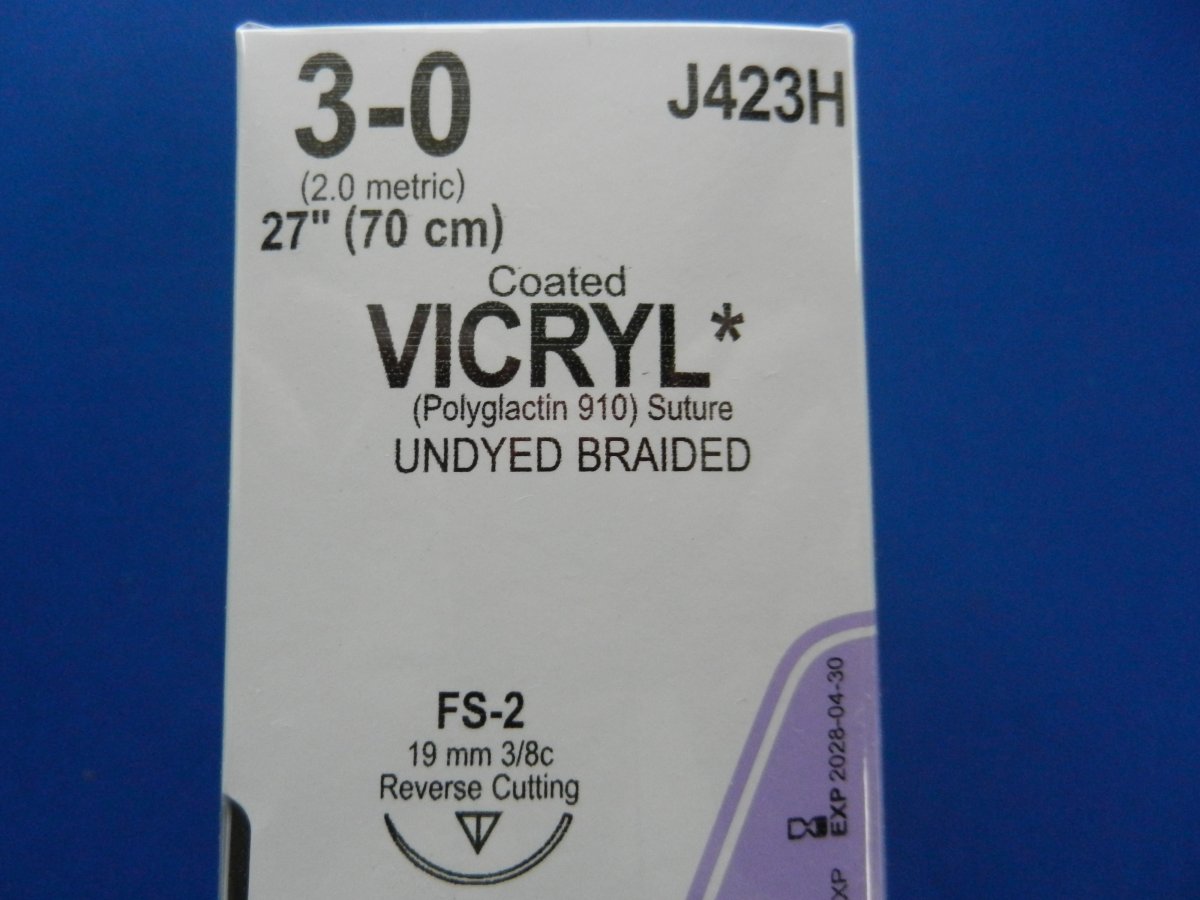 3-0
J423H
(2.0 metric)
27" (70 cm)
Coated
VICRYL*
(Polyglactin 910) Suture
UNDYED BRAIDED
FS-2
19 mm 3/8c
Reverse Cutting
EXP 2028-04-30
XP